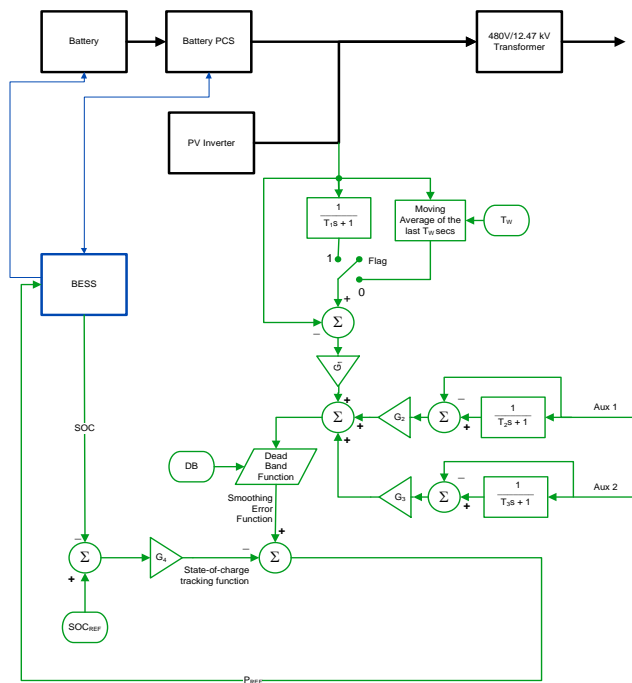 Battery
Battery PCS
480V/12.47 kV
Transformer
PV Inverter
1
T1s + 1
Moving
Average of the
last TW secs
TW
1
Flag
0
+
Σ
−
BESS
G1
+
Σ
+
+
G2
−
Σ
+
1
T2s + 1
Aux 1
SOC
DB
Dead
Band
Function
G3
−
Σ
+
1
T3s + 1
Aux 2
Smoothing
Error
Function
−
Σ
+
G4
−
+
Σ
State-of-charge
tracking function
SOCREF
PREF